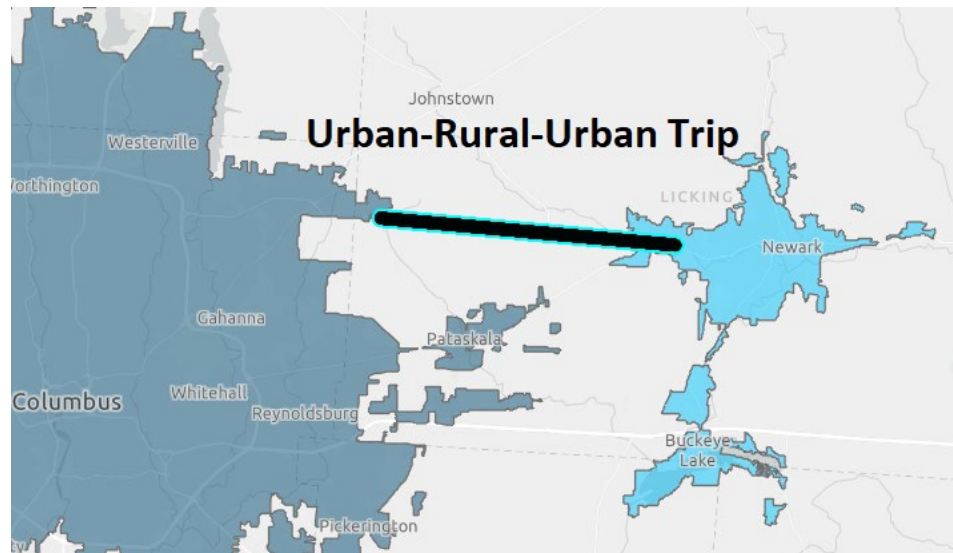 Johnstown
Urban-Rural-Urban Trip
Westerville
Worthington
LICKING
Newark
Gahanna
Pataskala
Whitehall
Columbus
Reynoldsburg
Buckeye
Lake
Pickerington